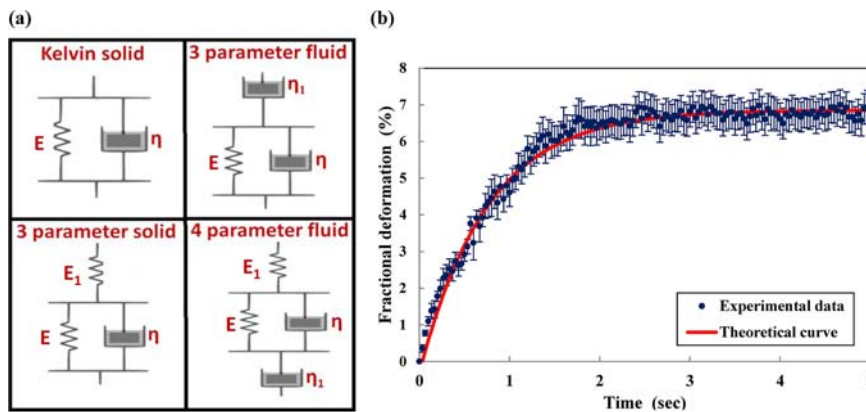 (a)
Kelvin solid
E
η
3 parameter fluid
η1
E
η
3 parameter solid
E1
E
η
4 parameter fluid
E1
E
η
η1
(b)
Fractional deformation (%)
8
7
6
5
4
3
2
1
0
0 1 2 3 4
Experimental data
Theoretical curve
Time (sec)